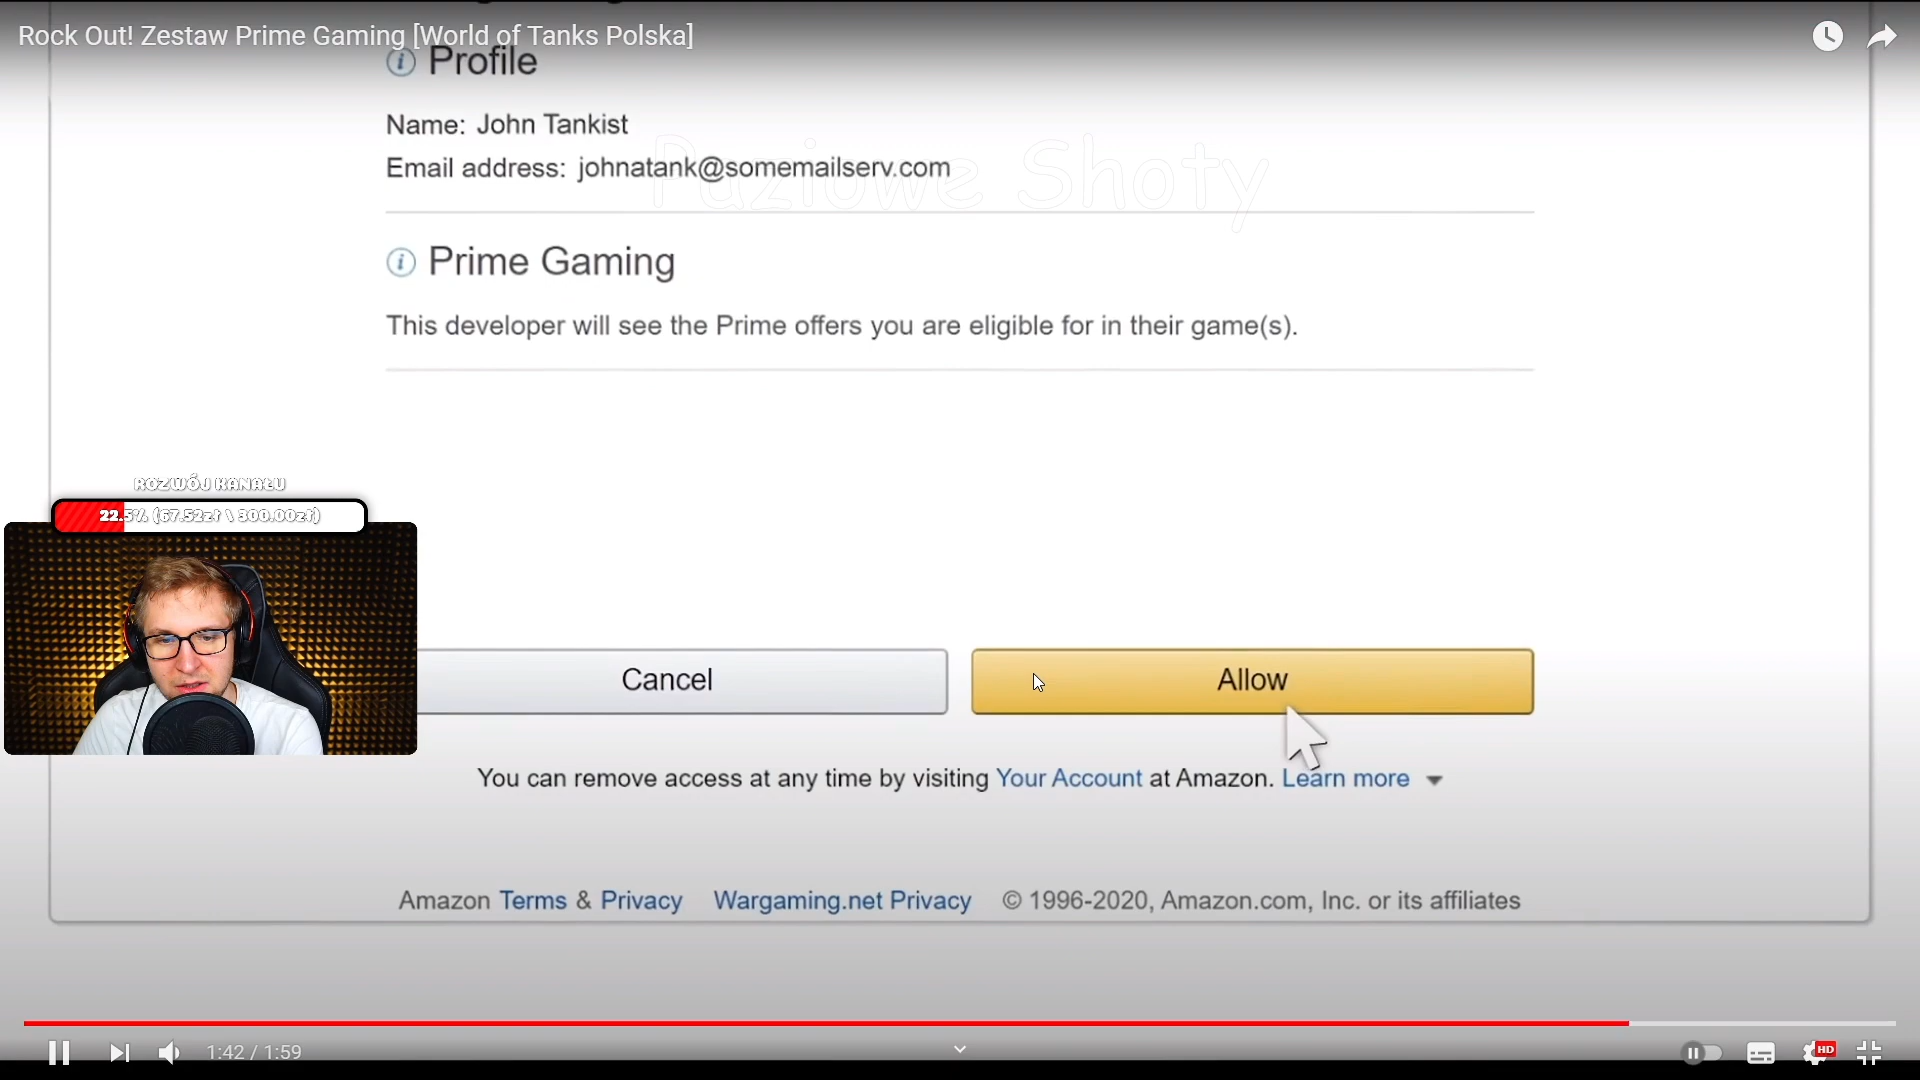 Rock Out! Zestaw Prime Gaming [World of Tanks Polska]
Profile
Name: John Tankist
Email address: johnatank@somemailserv.com
Paziowe Shoty
Prime Gaming
This developer will see the Prime offers you are eligible for in their game(s).
ROZWÓJ KANAŁU
22.5% (67.52zł \ 300.00zł)
Cancel
Allow
You can remove access at any time by visiting Your Account at Amazon. Learn more
Amazon Terms & Privacy Wargaming.net Privacy © 1996-2020, Amazon.com, Inc. or its affiliates
1:42 / 1:59
HD